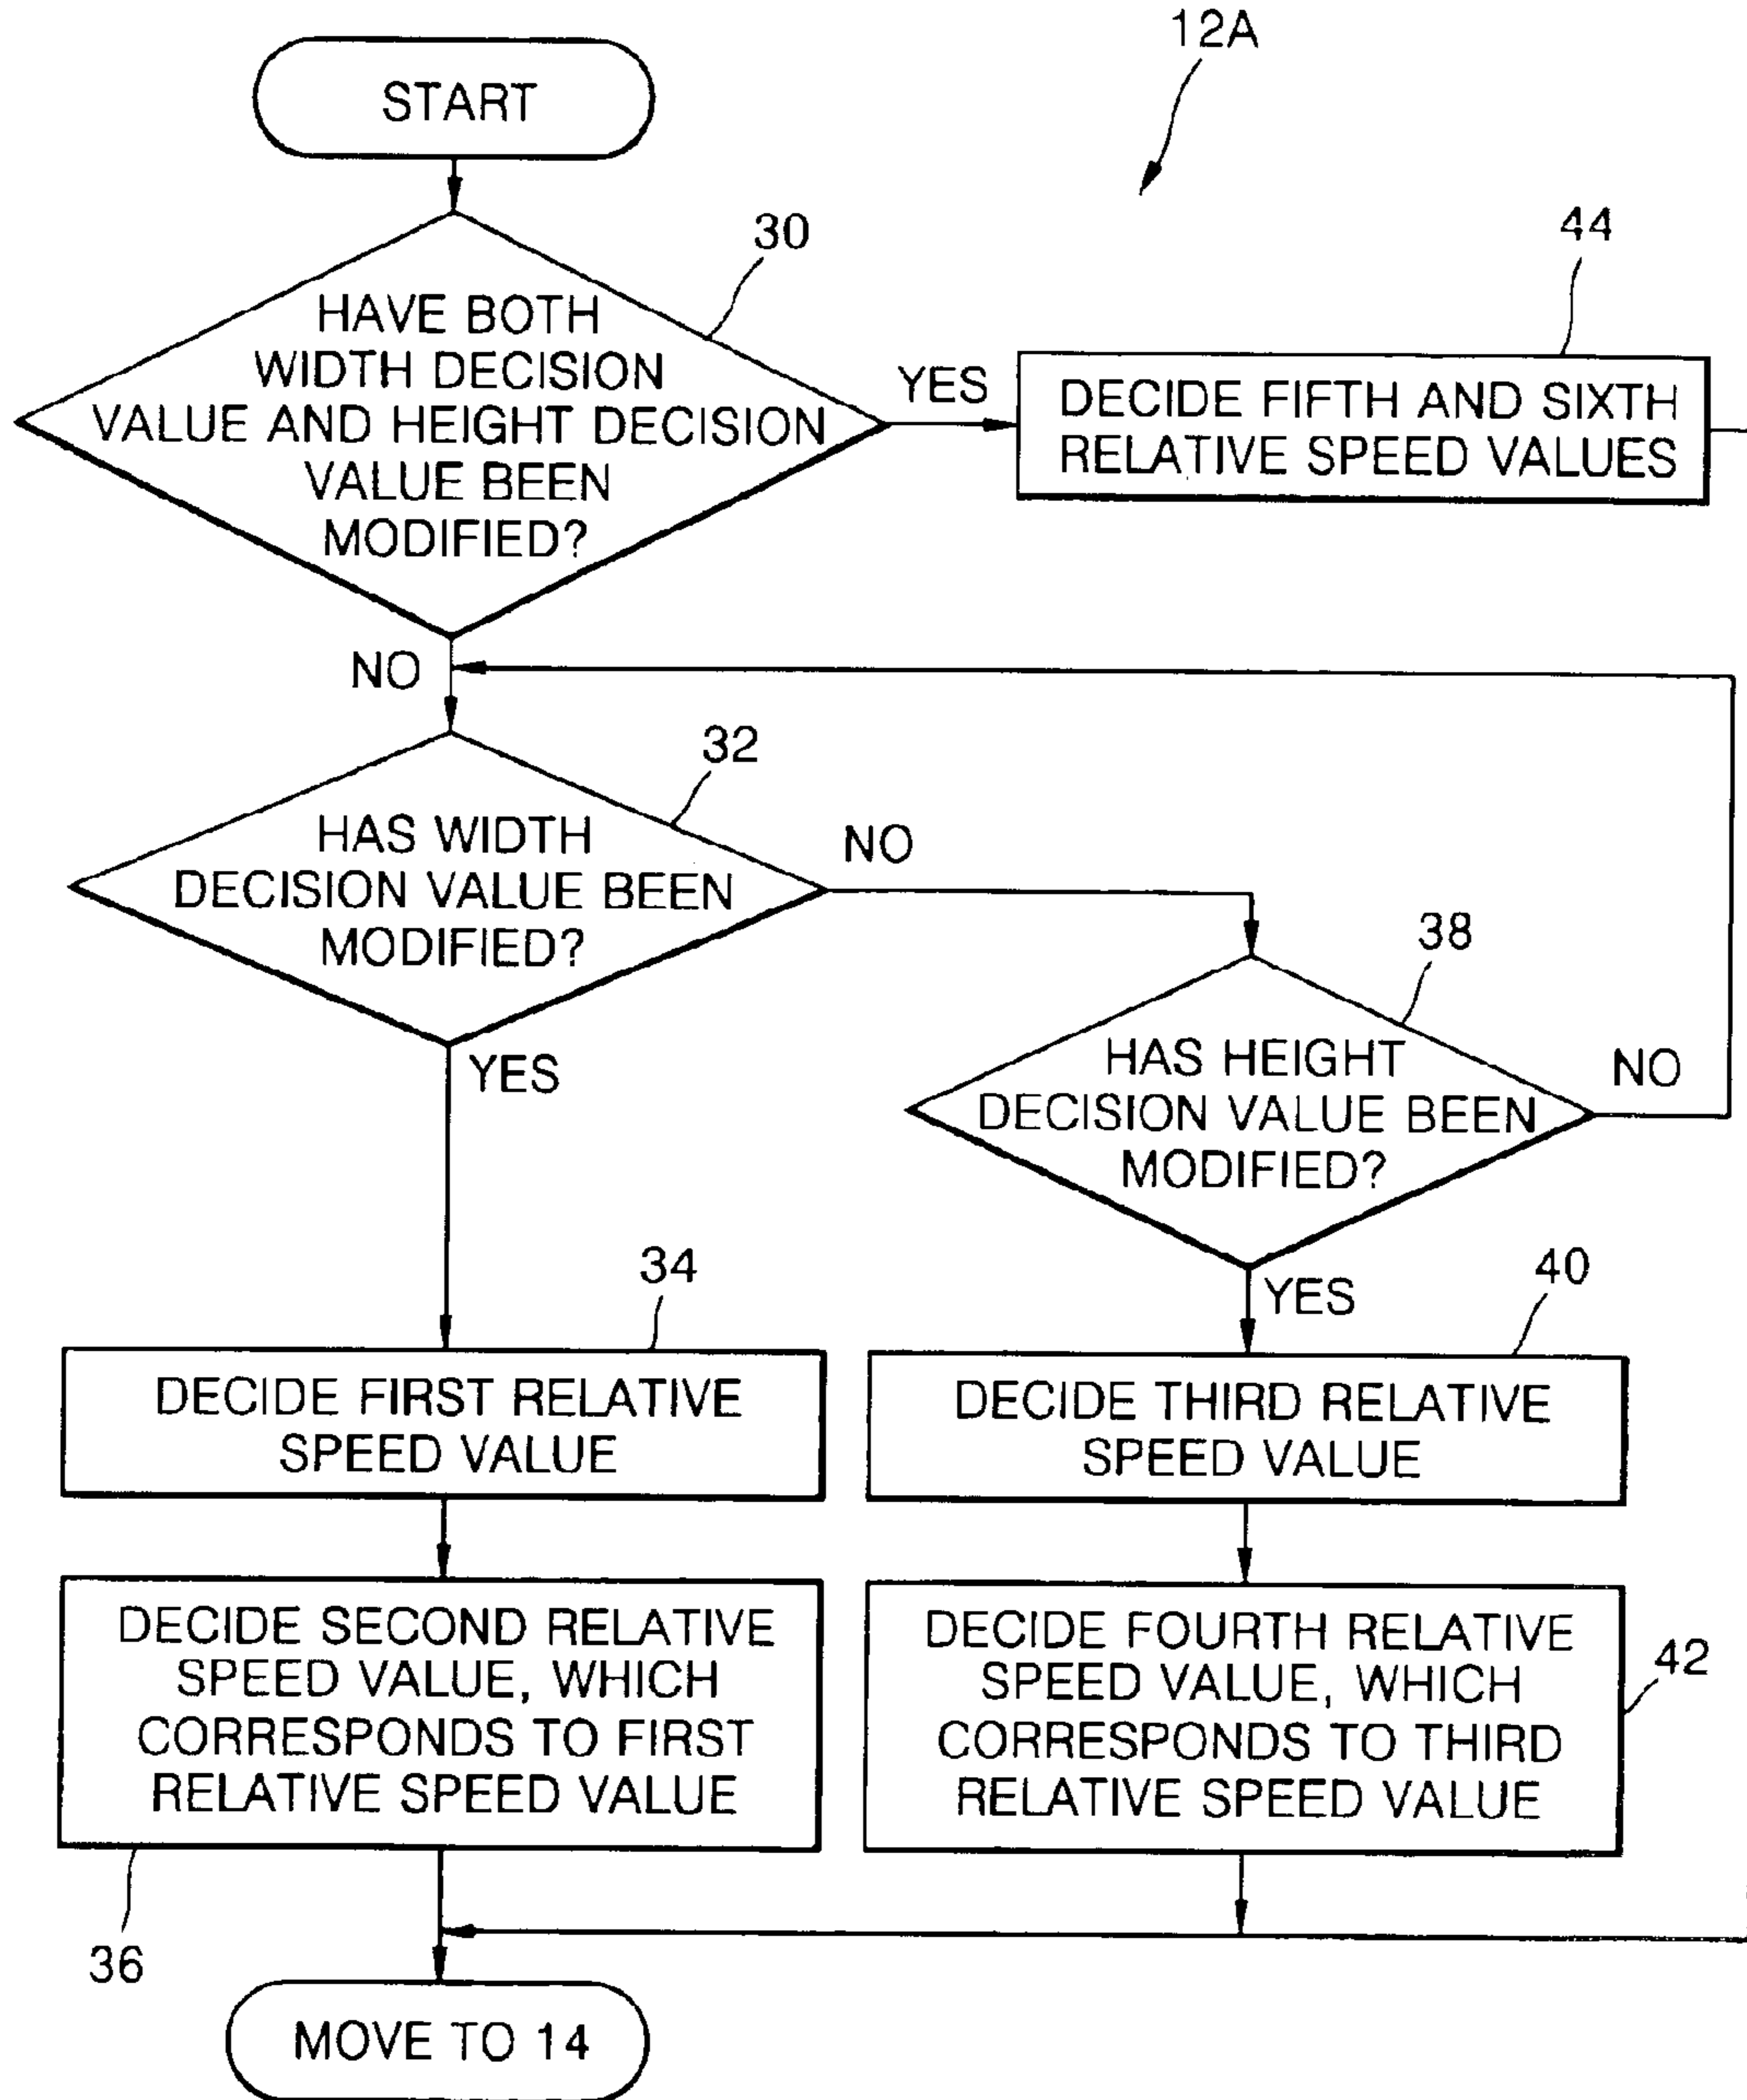 12A
START
30
HAVE BOTH
WIDTH DECISION
VALUE AND HEIGHT DECISION
VALUE BEEN
MODIFIED?
YES
44
DECIDE FIFTH AND SIXTH
RELATIVE SPEED VALUES
NO
32
HAS WIDTH
DECISION VALUE BEEN
MODIFIED?
NO
38
HAS HEIGHT
DECISION VALUE BEEN
MODIFIED?
NO
YES
YES
34
DECIDE FIRST RELATIVE
SPEED VALUE
40
DECIDE THIRD RELATIVE
SPEED VALUE
DECIDE SECOND RELATIVE
SPEED VALUE, WHICH
CORRESPONDS TO FIRST
RELATIVE SPEED VALUE
36
DECIDE FOURTH RELATIVE
SPEED VALUE, WHICH
CORRESPONDS TO THIRD
RELATIVE SPEED VALUE
42
MOVE TO 14